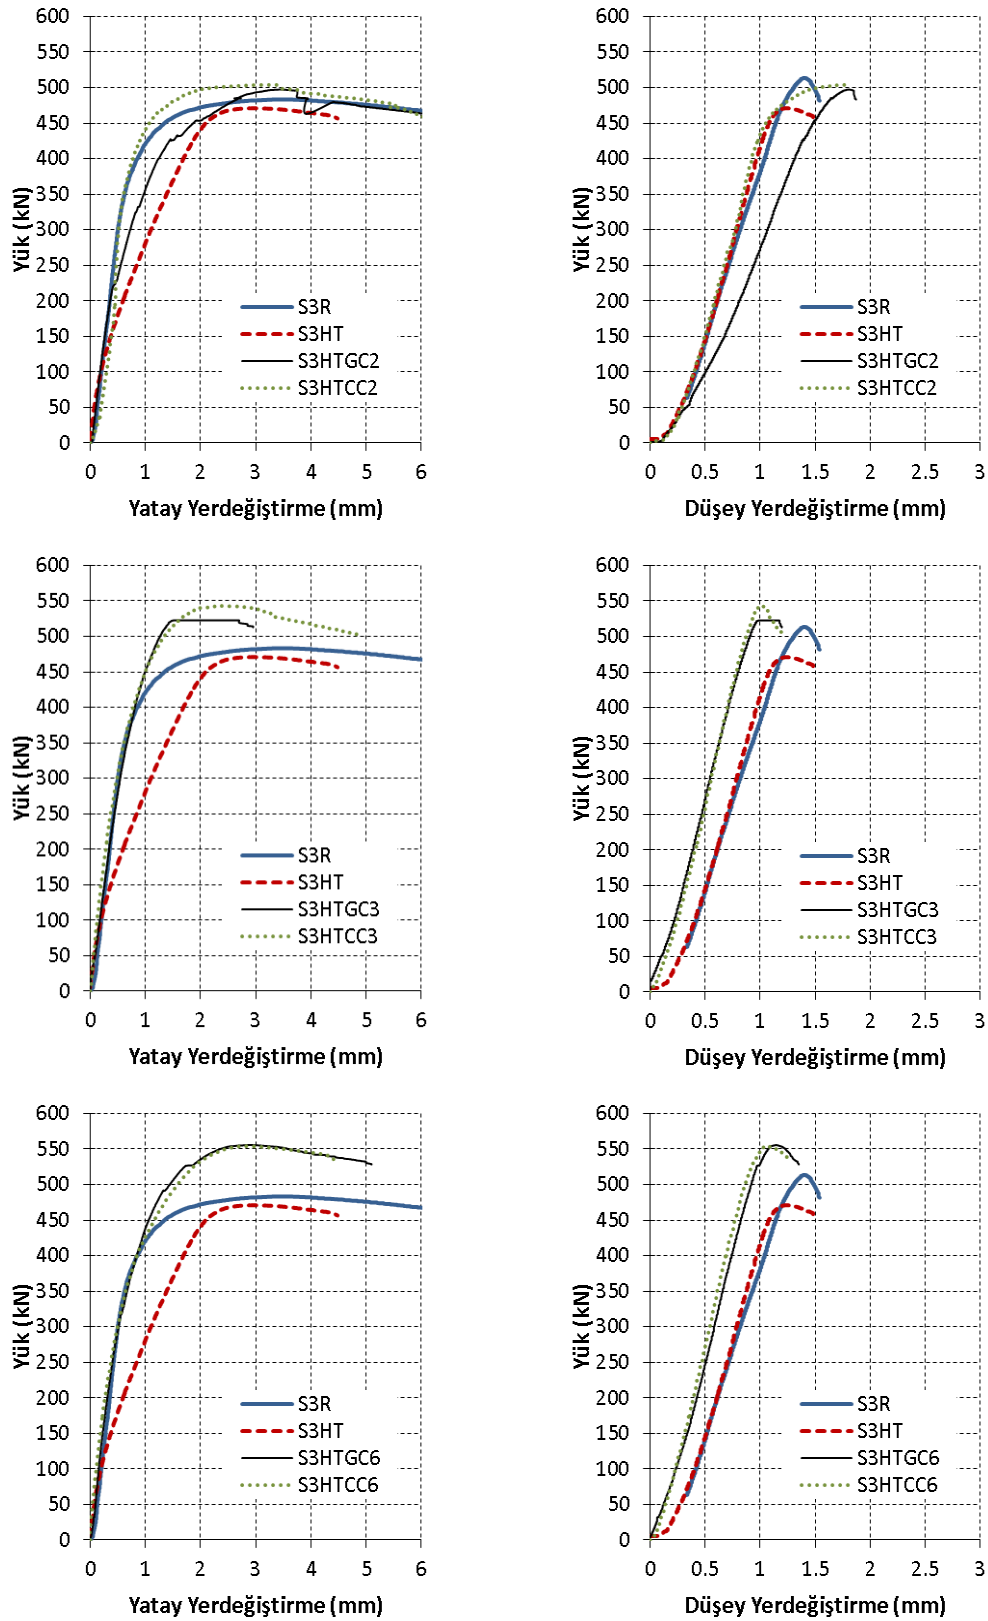 600
550
500
450
400
350
300
250
200
150
100
50
0
Yük (kN)
S3R
S3HT
S3HTGC2
S3HTCC2
0 1 2 3 4 5 6
Yatay Yerdeğiştirme (mm)
600
550
500
450
400
350
300
250
200
150
100
50
0
Yük (kN)
S3R
S3HT
S3HTGC2
S3HTCC2
0 0.5 1 1.5 2 2.5 3
Düşey Yerdeğiştirme (mm)
600
550
500
450
400
350
300
250
200
150
100
50
0
Yük (kN)
S3R
S3HT
S3HTGC3
S3HTCC3
0 1 2 3 4 5 6
Yatay Yerdeğiştirme (mm)
600
550
500
450
400
350
300
250
200
150
100
50
0
Yük (kN)
S3R
S3HT
S3HTGC3
S3HTCC3
0 0.5 1 1.5 2 2.5 3
Düşey Yerdeğiştirme (mm)
600
550
500
450
400
350
300
250
200
150
100
50
0
Yük (kN)
S3R
S3HT
S3HTGC6
S3HTCC6
0 1 2 3 4 5 6
Yatay Yerdeğiştirme (mm)
600
550
500
450
400
350
300
250
200
150
100
50
0
Yük (kN)
S3R
S3HT
S3HTGC6
S3HTCC6
0 0.5 1 1.5 2 2.5 3
Düşey Yerdeğiştirme (mm)